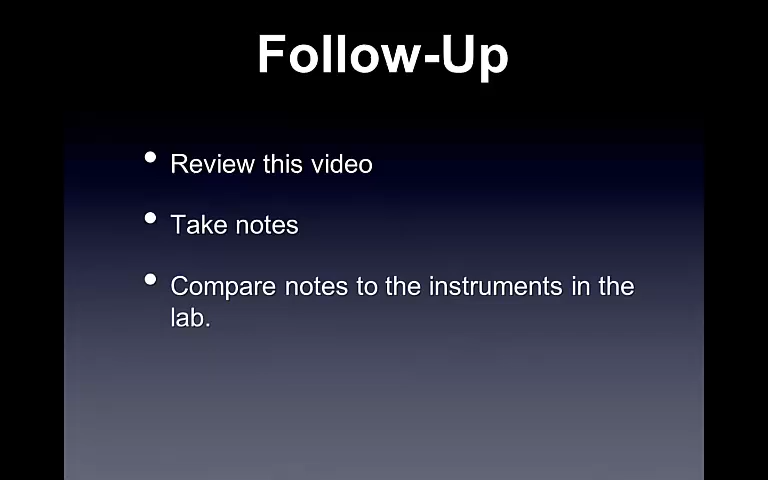 Follow-Up
• Review this video
• Take notes
• Compare notes to the instruments in the
lab.